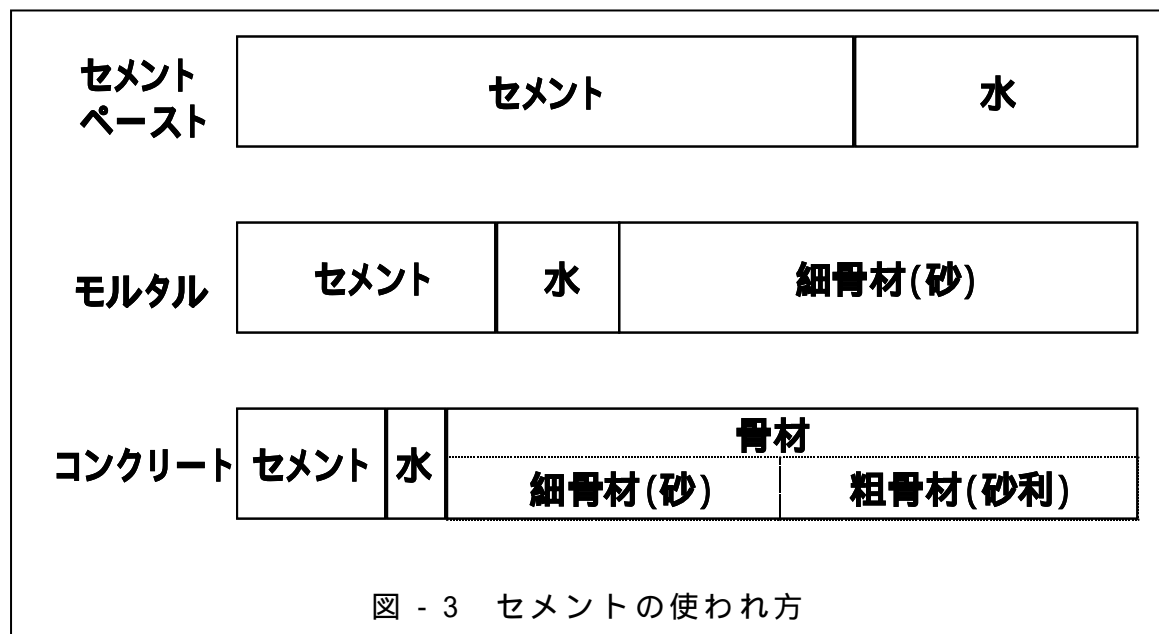 セメント
ペースト
セメント
水
モルタル
セメント
水
細骨材(砂)
コンクリート
セメント
水
骨材
細骨材(砂)
粗骨材(砂利)
図 - 3 セメントの使われ方